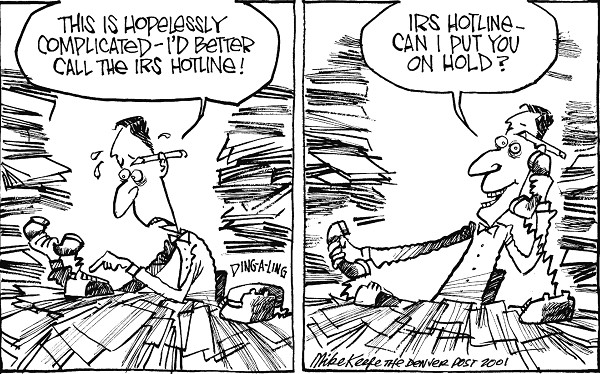 THIS IS HOPELESSLY
COMPLICATED - I'D BETTER
CALL THE IRS HOTLINE!
DING-A-LING
IRS HOTLINE -
CAN I PUT YOU
ON HOLD?
Mike Keefe THE DENVER POST 2001